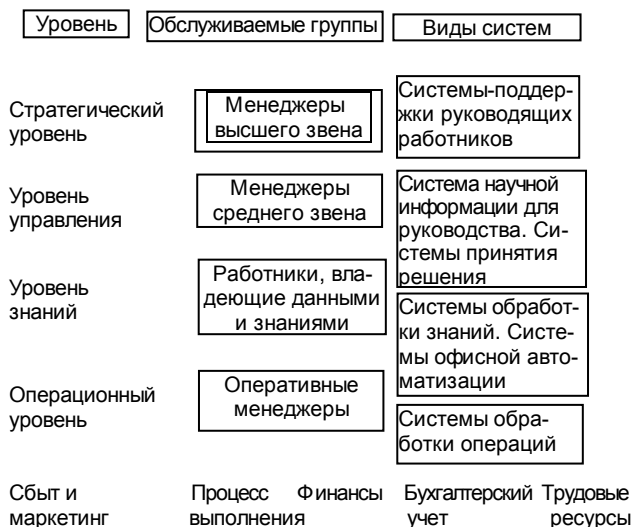 Уровень
Обслуживаемые группы
Виды систем
Стратегический
уровень
Менеджеры
высшего звена
Системы-поддер-
жки руководящих
работников
Уровень
управления
Менеджеры
среднего звена
Система научной
информации для
руководства. Си-
стемы принятия
решения
Уровень
знаний
Работники, вла-
деющие данными
и знаниями
Системы обработ-
ки знаний. Систе-
мы офисной авто-
матизации
Операционный
уровень
Оперативные
менеджеры
Системы обра-
ботки операций
Сбыт и
маркетинг
Процесс
выполнения
Финансы
Бухгалтерский
учет
Трудовые
ресурсы